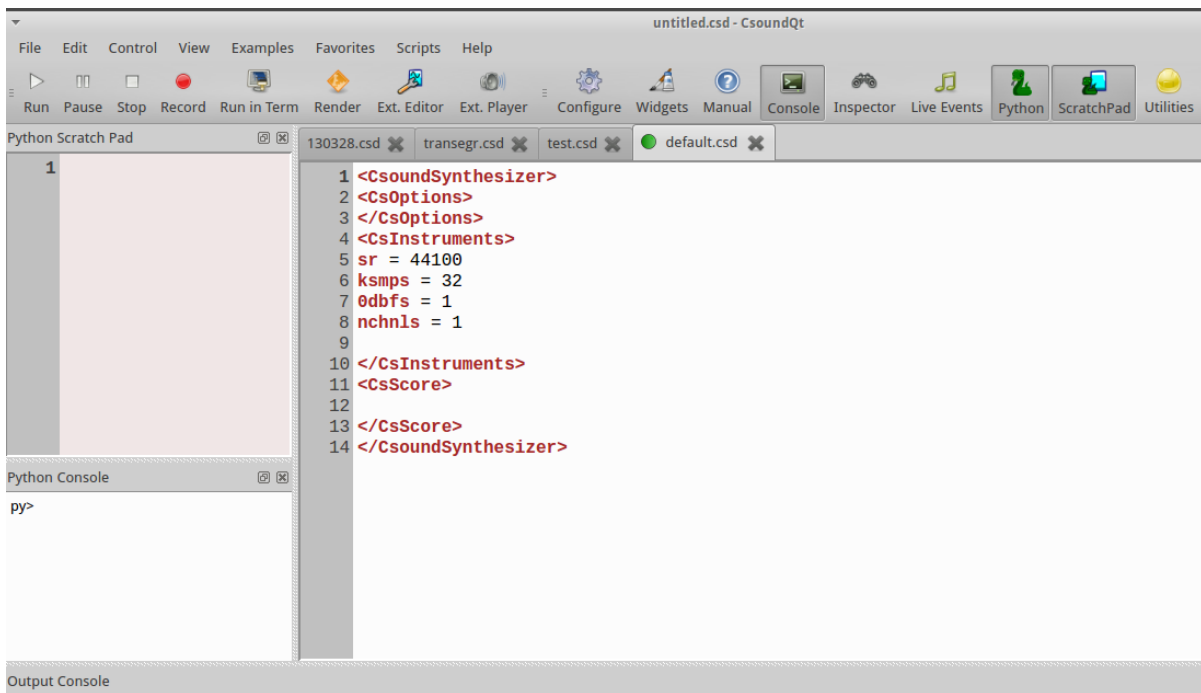 untitled.csd - CsoundQt
File Edit Control View Examples Favorites Scripts Help
Run Pause Stop Record Run in Term Render Ext. Editor Ext. Player Configure Widgets Manual Console Inspector Live Events Python ScratchPad Utilities
Python Scratch Pad
1
130328.csd transegr.csd test.csd default.csd
1 <CsoundSynthesizer>
2 <CsOptions>
3 </CsOptions>
4 <CsInstruments>
5 sr = 44100
6 ksmps = 32
7 0dbfs = 1
8 nchnls = 1
9
10 </CsInstruments>
11 <CsScore>
12
13 </CsScore>
14 </CsoundSynthesizer>
Python Console
py>
Output Console